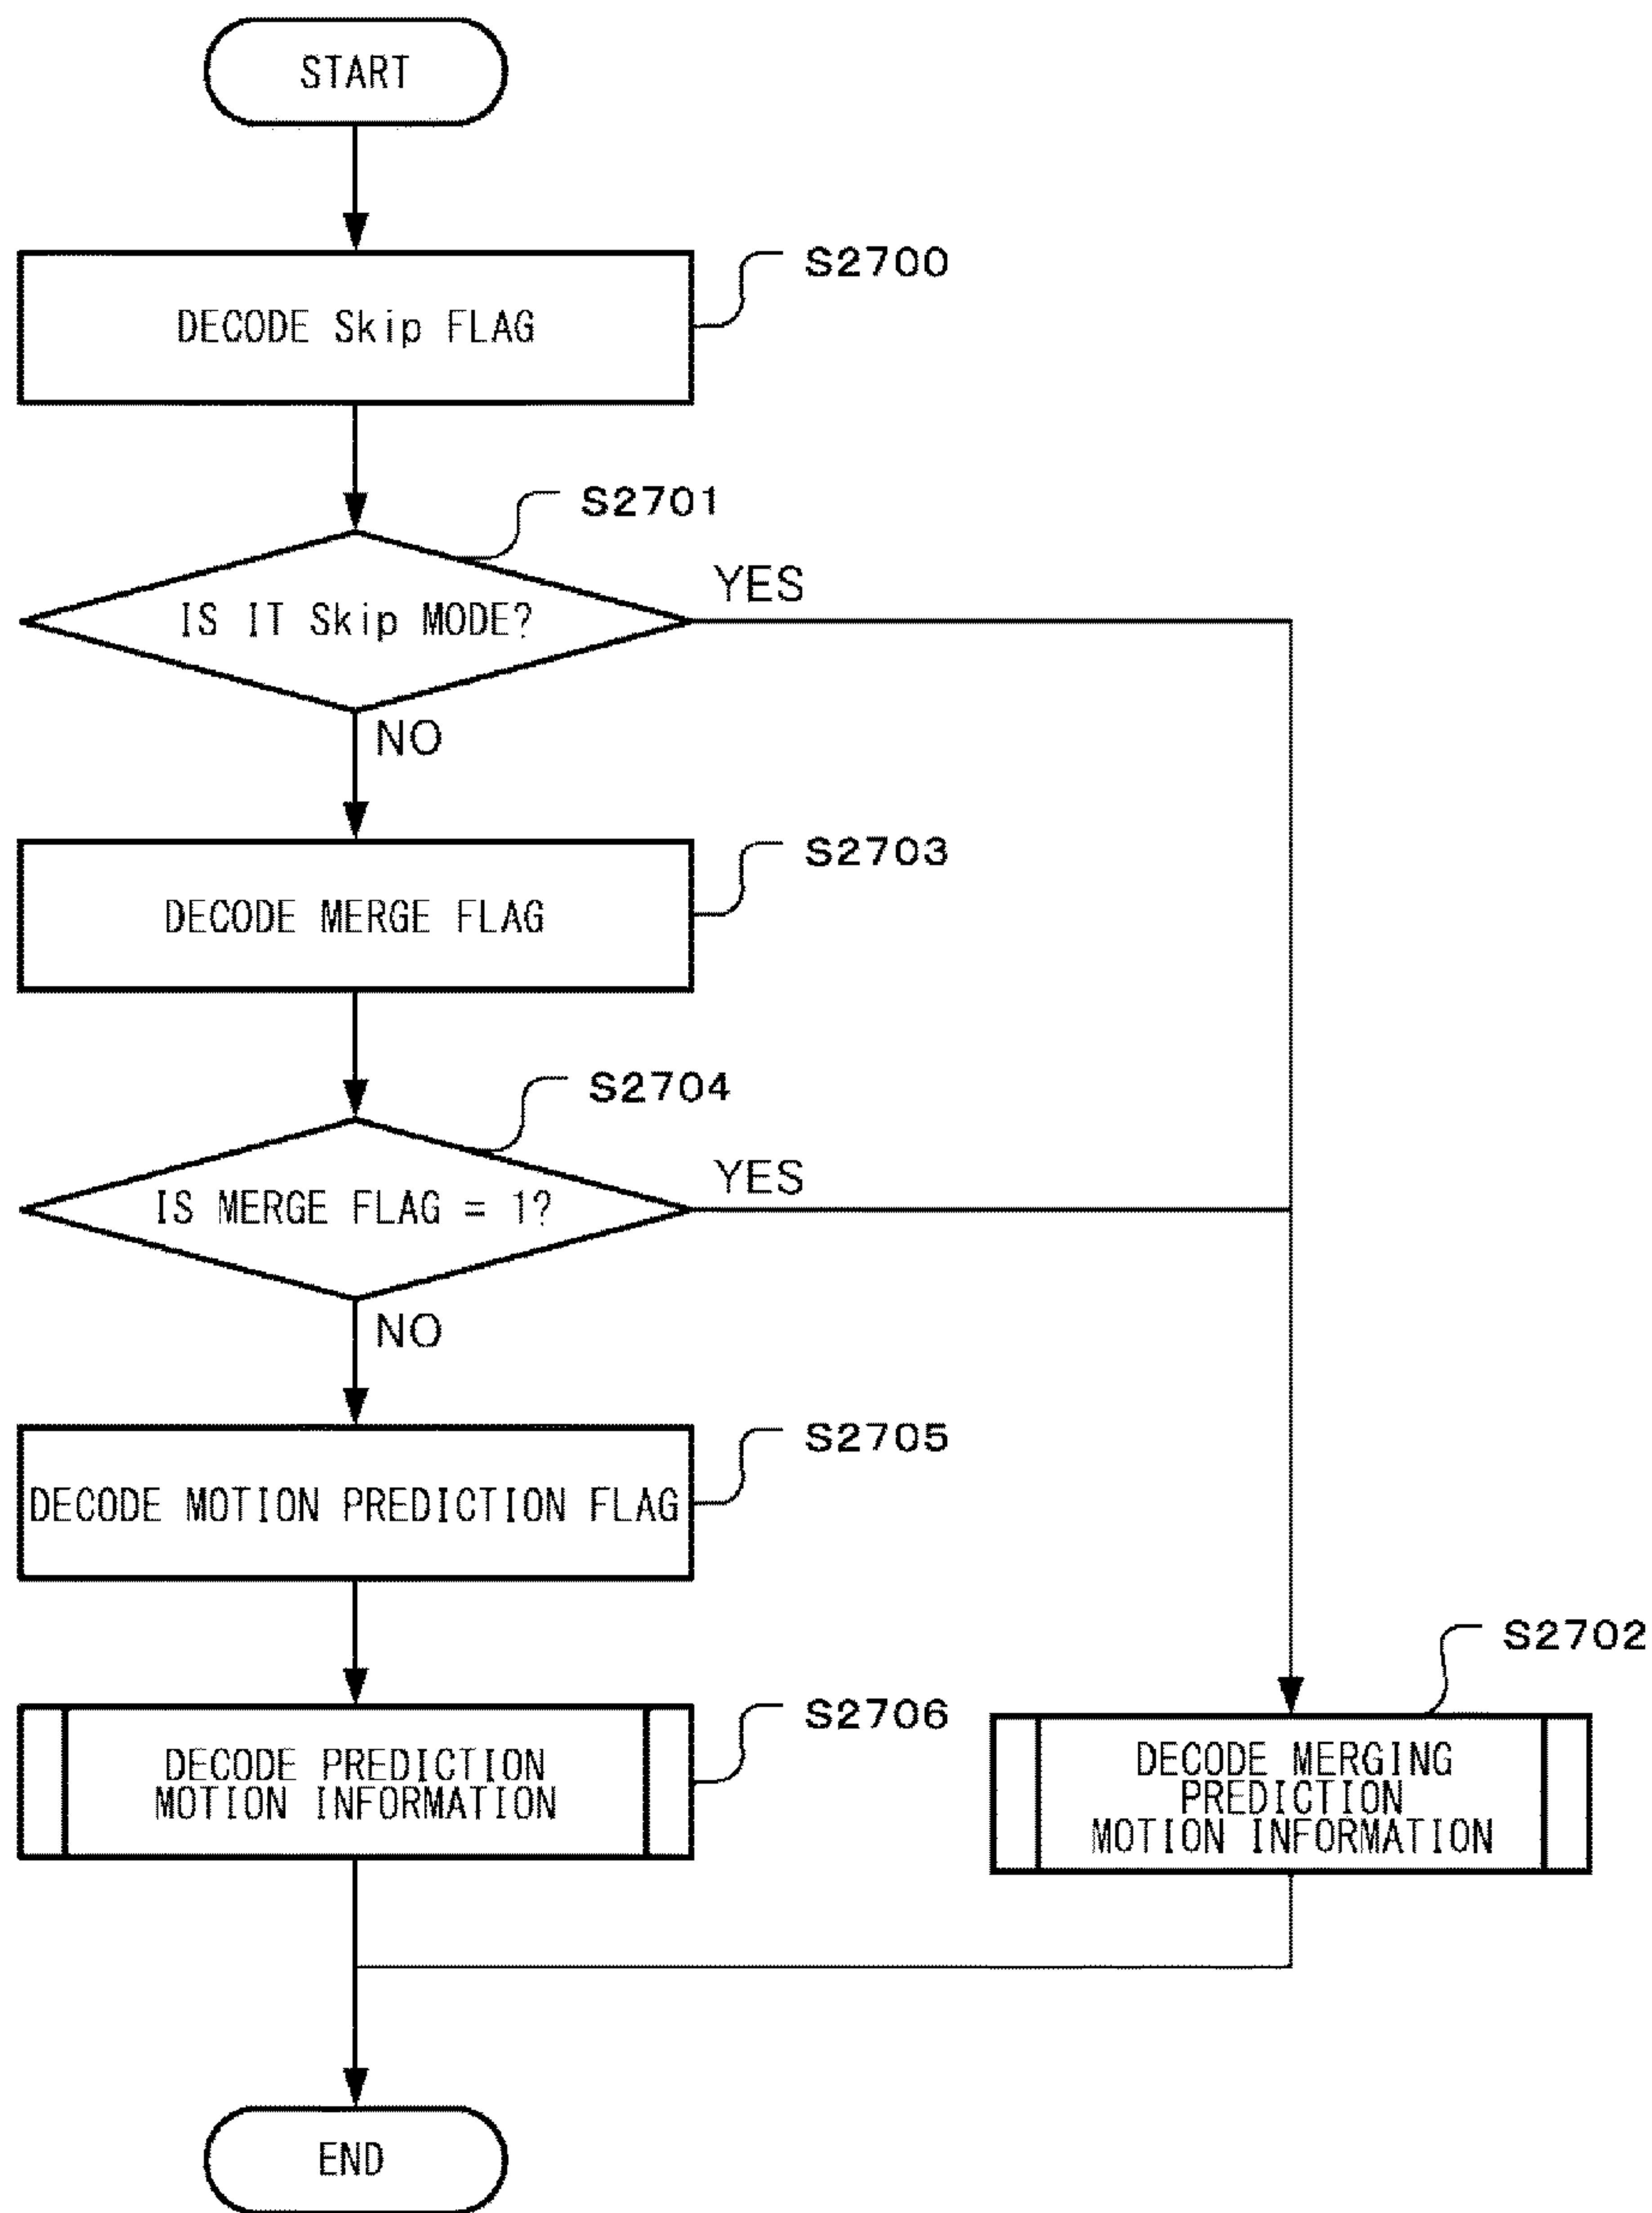 START
S2700
DECODE Skip FLAG
S2701
IS IT Skip MODE?
YES
NO
S2703
DECODE MERGE FLAG
S2704
IS MERGE FLAG = 1?
YES
NO
S2705
DECODE MOTION PREDICTION FLAG
S2706
DECODE PREDICTION
MOTION INFORMATION
S2702
DECODE MERGING
PREDICTION
MOTION INFORMATION
END